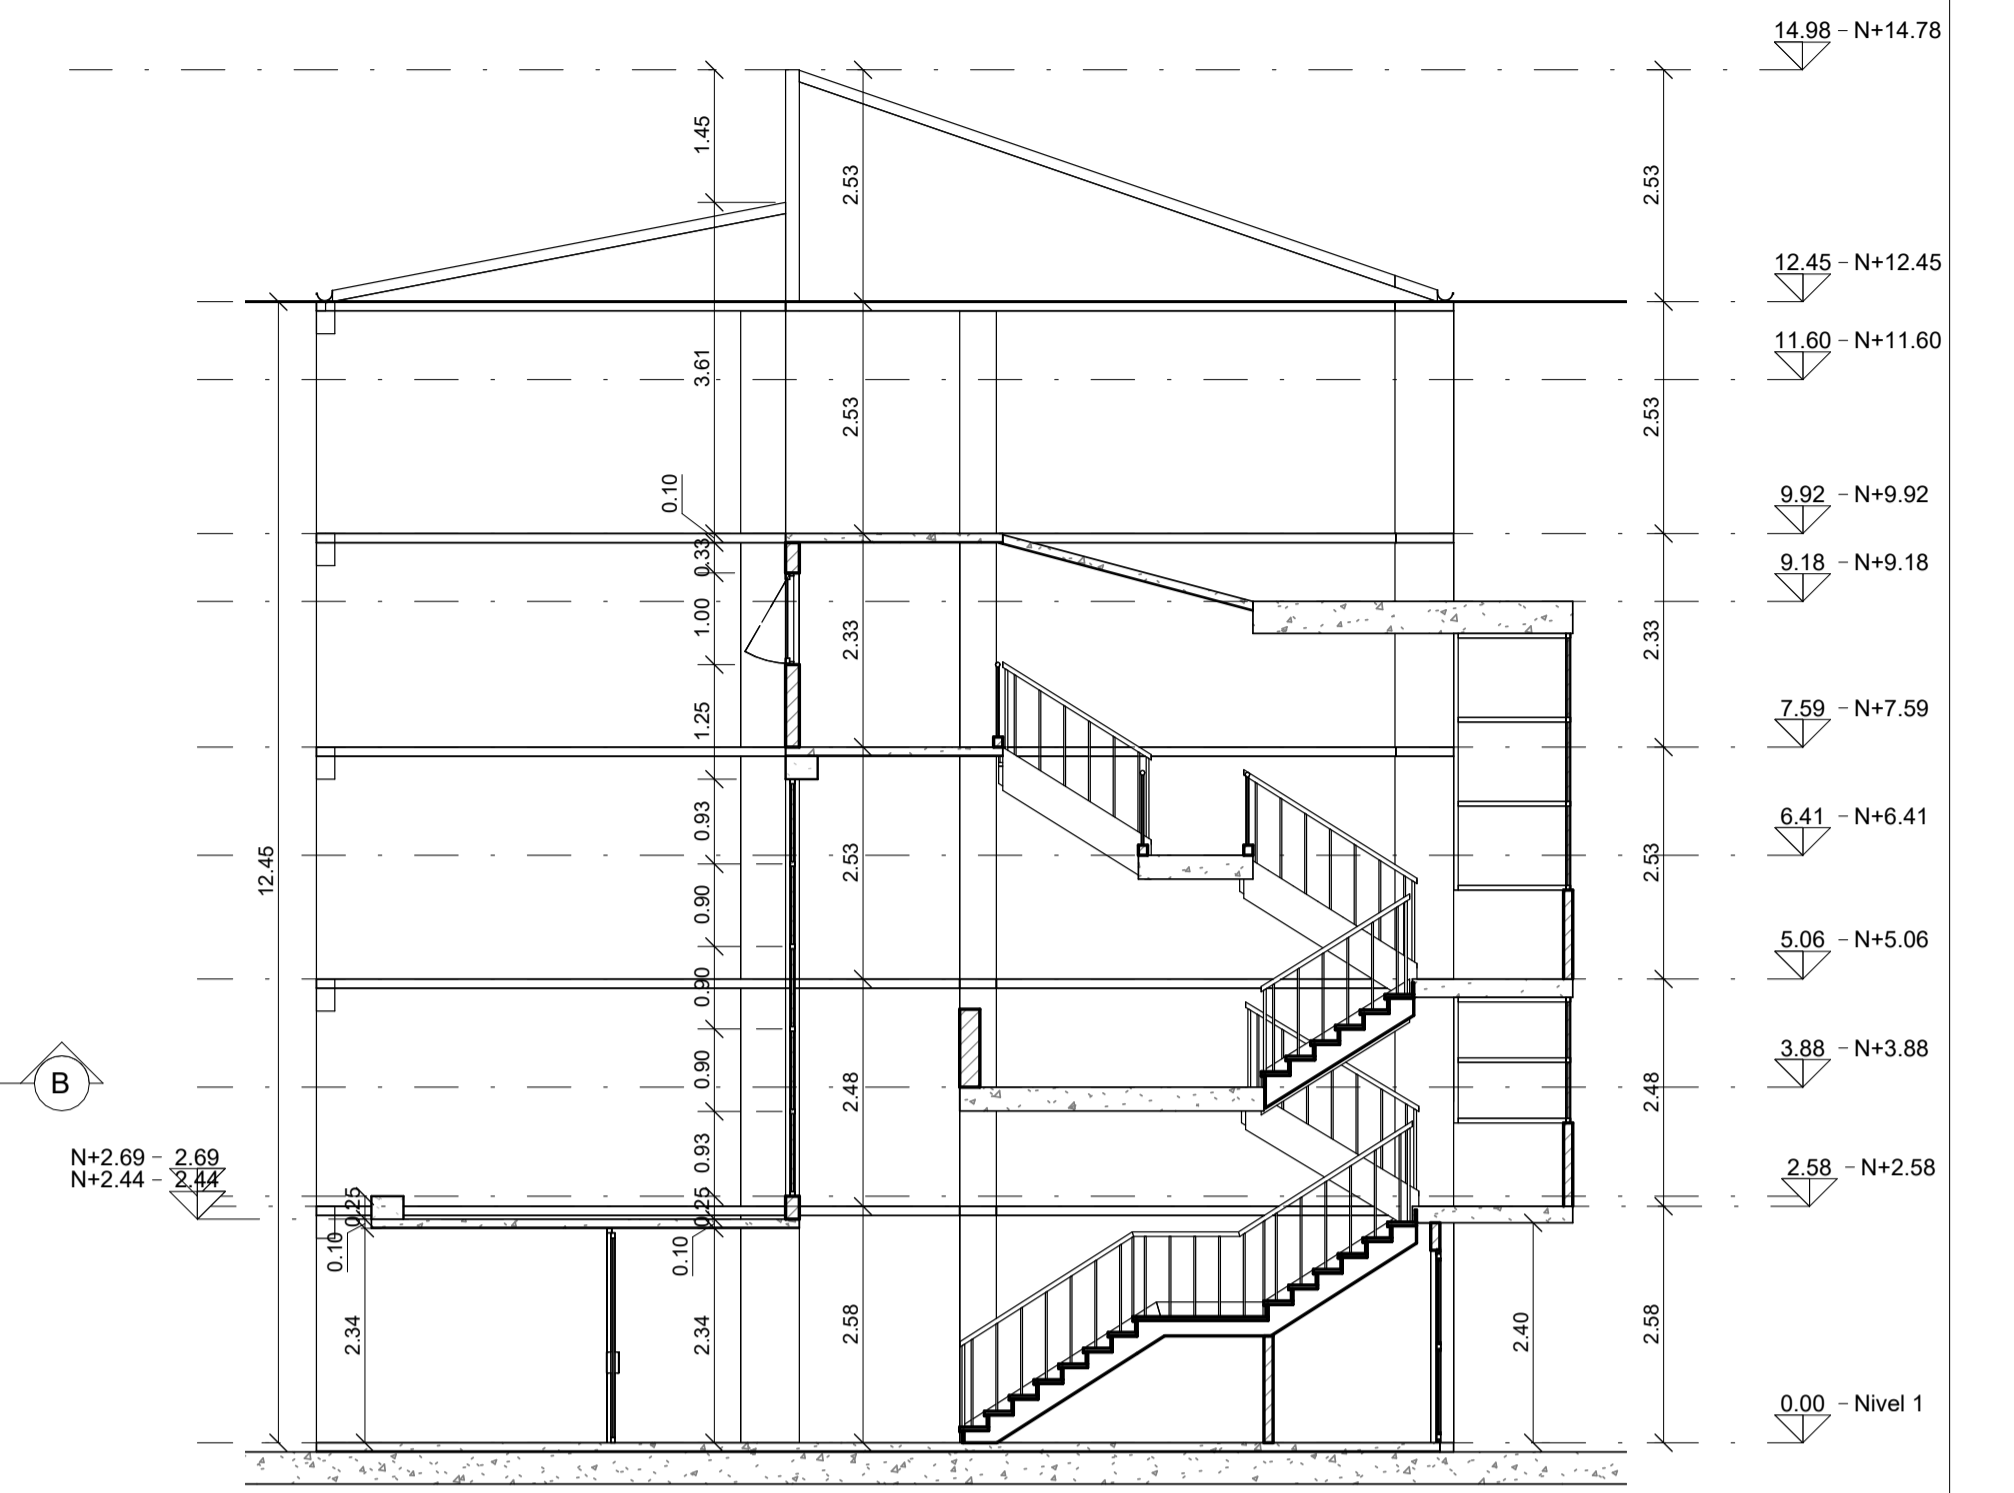 14.98 - N+14.78
1.45
2.53
2.53
12.45 - N+12.45
11.60 - N+11.60
3.61
2.53
2.53
0.10
9.92 - N+9.92
0.33
9.18 - N+9.18
1.00
2.33
2.33
1.25
7.59 - N+7.59
0.93
6.41 - N+6.41
12.45
2.53
2.53
0.90
5.06 - N+5.06
0.90
3.88 - N+3.88
B
0.90
2.48
2.48
N+2.69 - 2.69
N+2.44 - 2.44
0.93
2.58 - N+2.58
0.25
0.25
0.10
0.10
2.34
2.34
2.58
2.40
2.58
0.00 - Nivel 1